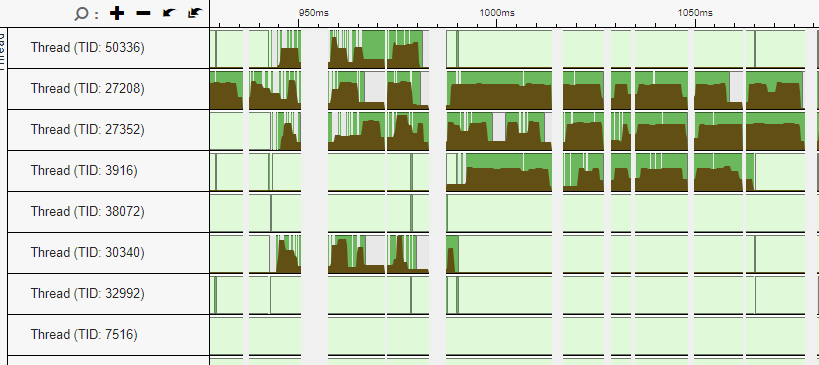 :
950ms
1000ms
1050ms
Thread
Thread (TID: 50336)
Thread (TID: 27208)
Thread (TID: 27352)
Thread (TID: 3916)
Thread (TID: 38072)
Thread (TID: 30340)
Thread (TID: 32992)
Thread (TID: 7516)